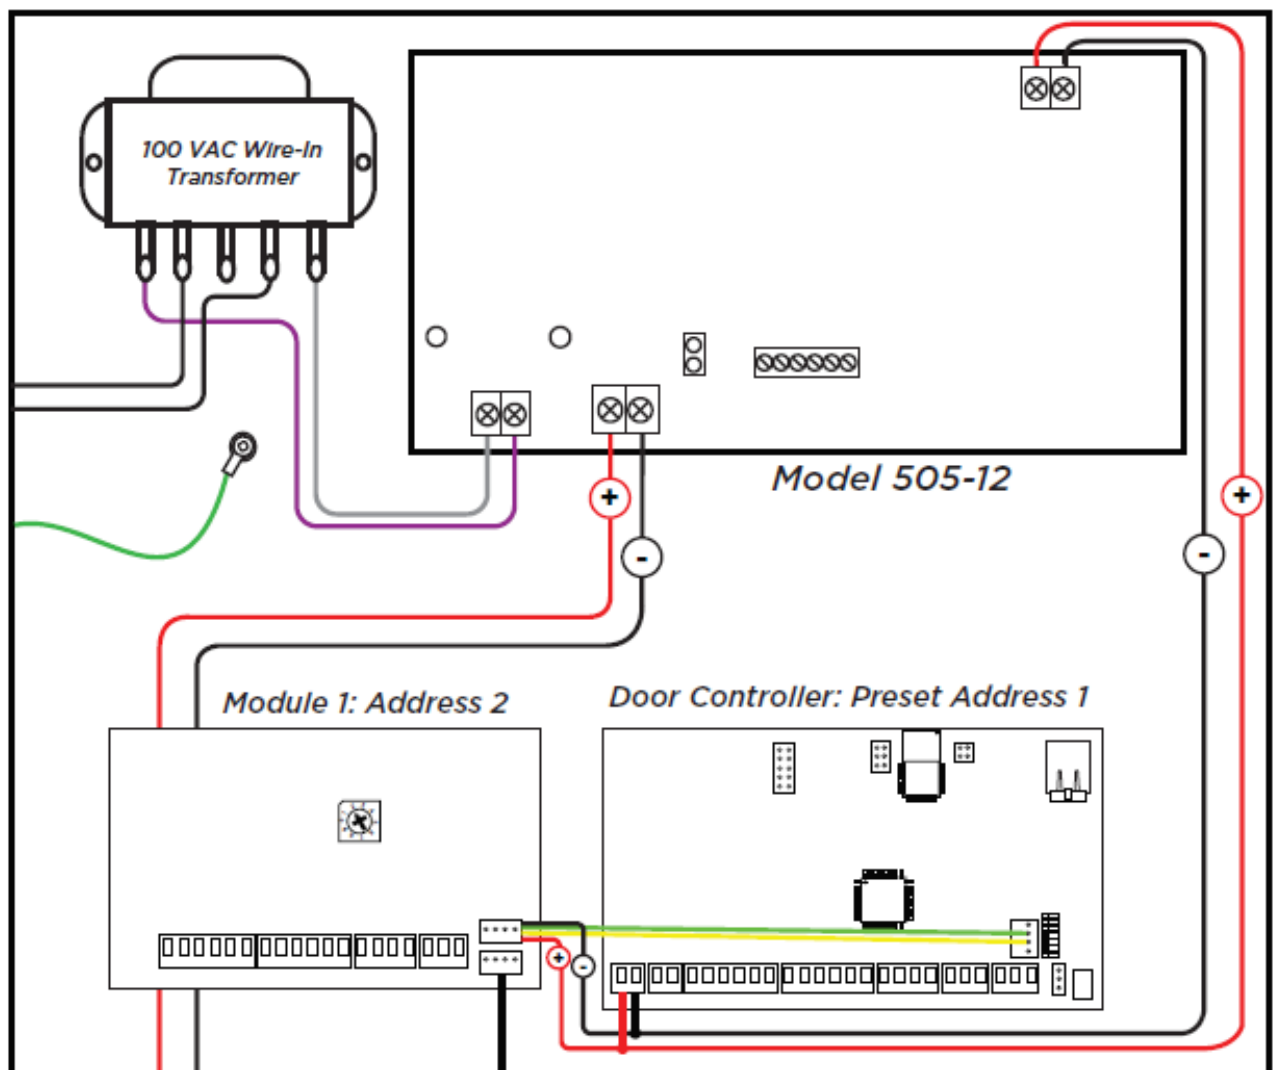 100 VAC Wire-In
Transformer
Model 505-12
+
-
-
+
Module 1: Address 2
Door Controller: Preset Address 1
+
-